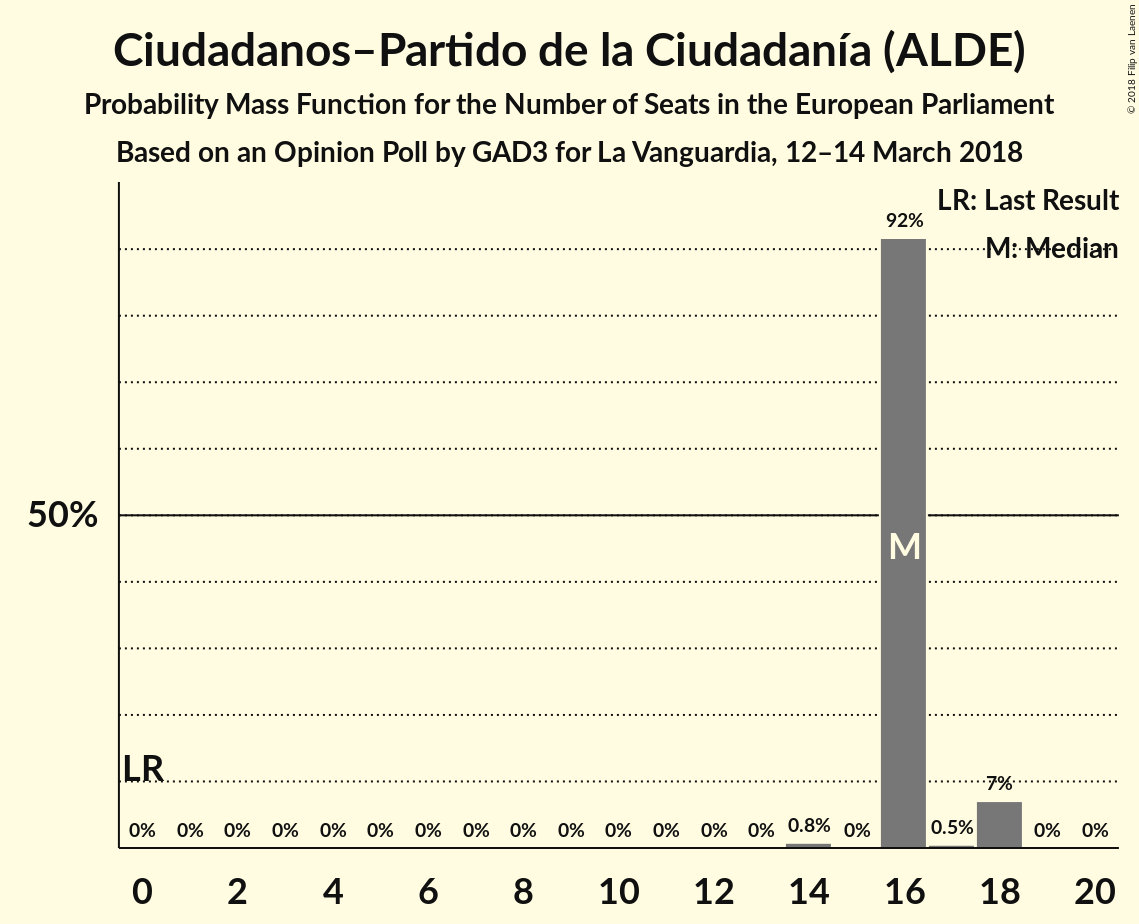 Ciudadanos–Partido de la Ciudadanía (ALDE)
Probability Mass Function for the Number of Seats in the European Parliament
Based on an Opinion Poll by GAD3 for La Vanguardia, 12–14 March 2018
© 2018 Filip van Laenen
LR: Last Result
M: Median
92%
50%
M
LR
7%
0% 0% 0% 0% 0% 0% 0% 0% 0% 0% 0% 0% 0% 0% 0.8% 0% 0.5% 0% 0%
0 2 4 6 8 10 12 14 16 18 20